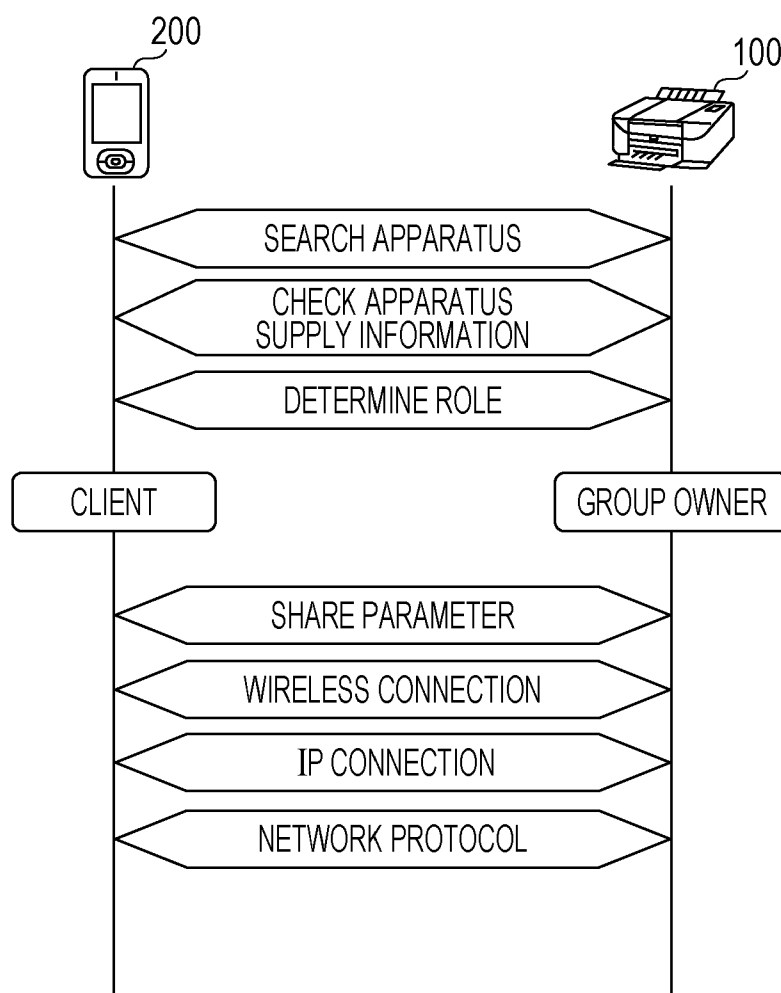 200
100
SEARCH APPARATUS
CHECK APPARATUS
SUPPLY INFORMATION
DETERMINE ROLE
CLIENT
GROUP OWNER
SHARE PARAMETER
WIRELESS CONNECTION
IP CONNECTION
NETWORK PROTOCOL